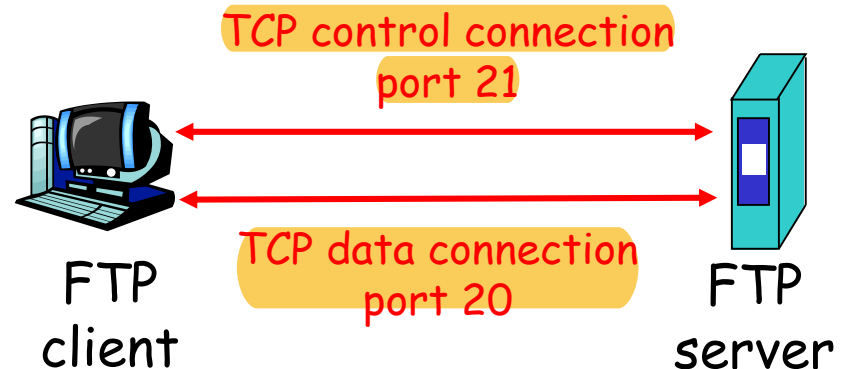 TCP control connection
port 21
TCP data connection
port 20
FTP
client
FTP
server